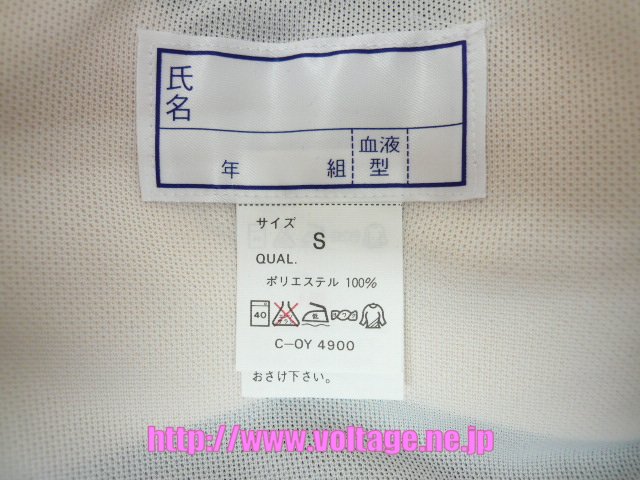 氏名
年 組 血液型
サイズ
S
QUAL.
ポリエステル 100%
40 低
C-OY 4900
おさけ下さい。
http://www.voltage.ne.jp